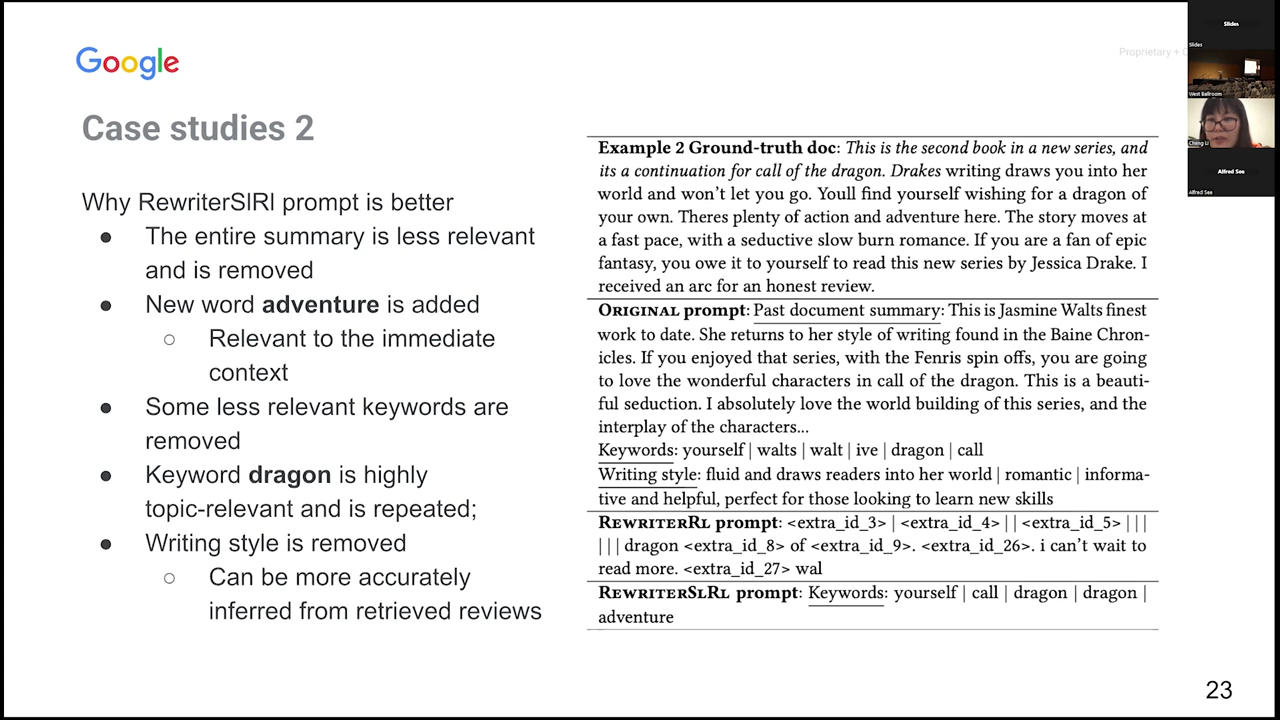 Google
Proprietary +
Case studies 2
Why RewriterSlRl prompt is better
● The entire summary is less relevant
and is removed
● New word adventure is added
○ Relevant to the immediate
context
● Some less relevant keywords are
removed
● Keyword dragon is highly
topic-relevant and is repeated;
● Writing style is removed
○ Can be more accurately
inferred from retrieved reviews
Example 2 Ground-truth doc: This is the second book in a new series, and
its a continuation for call of the dragon. Drakes writing draws you into her
world and won't let you go. Youll find yourself wishing for a dragon of
your own. Theres plenty of action and adventure here. The story moves at
a fast pace, with a seductive slow burn romance. If you are a fan of epic
fantasy, you owe it to yourself to read this new series by Jessica Drake. I
received an arc for an honest review.
Original prompt: Past document summary: This is Jasmine Walts finest
work to date. She returns to her style of writing found in the Baine Chron-
icles. If you enjoyed that series, with the Fenris spin offs, you are going
to love the wonderful characters in call of the dragon. This is a beauti-
ful seduction. I absolutely love the world building of this series, and the
interplay of the characters...
Keywords: yourself | walts | walt | ive | dragon | call
Writing style: fluid and draws readers into her world | romantic | informa-
tive and helpful, perfect for those looking to learn new skills
RewriterRl prompt: <extra_id_3> | <extra_id_4> | | <extra_id_5> | | |
| | | dragon <extra_id_8> of <extra_id_9>. <extra_id_26>. i can't wait to
read more. <extra_id_27> wal
RewriterSlRl prompt: Keywords: yourself | call | dragon | dragon |
adventure
23
Slides
Slides
West Ballroom
Cheng Li
Alfred See
Alfred See